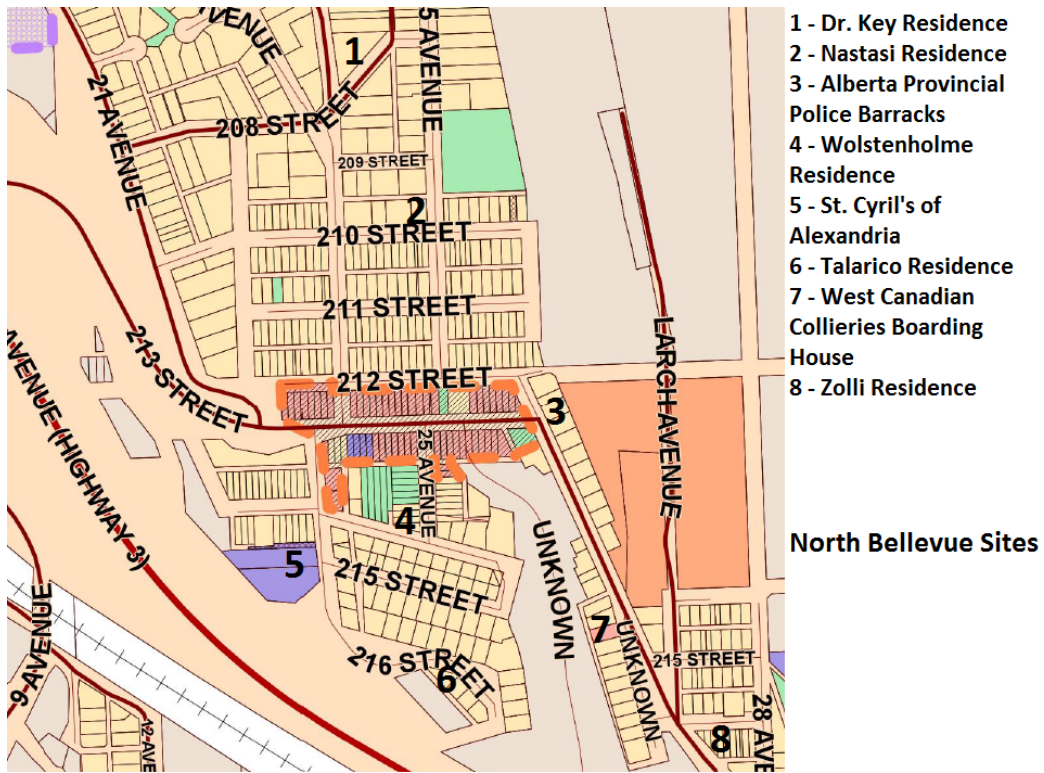 AVENUE
5 AVENUE
1
21 AVENUE
208 STREET
209 STREET
2
210 STREET
211 STREET
LARCH AVENUE
213 STREET
212 STREET
3
AVENUE (HIGHWAY 3)
25 AVENUE
4
UNKNOWN
5
215 STREET
9 AVENUE
7
UNKNOWN
216 STREET
6
215 STREET
12 AVE
28 AVE
8
1 - Dr. Key Residence
2 - Nastasi Residence
3 - Alberta Provincial
Police Barracks
4 - Wolstenholme
Residence
5 - St. Cyril's of
Alexandria
6 - Talarico Residence
7 - West Canadian
Collieries Boarding
House
8 - Zolli Residence
North Bellevue Sites